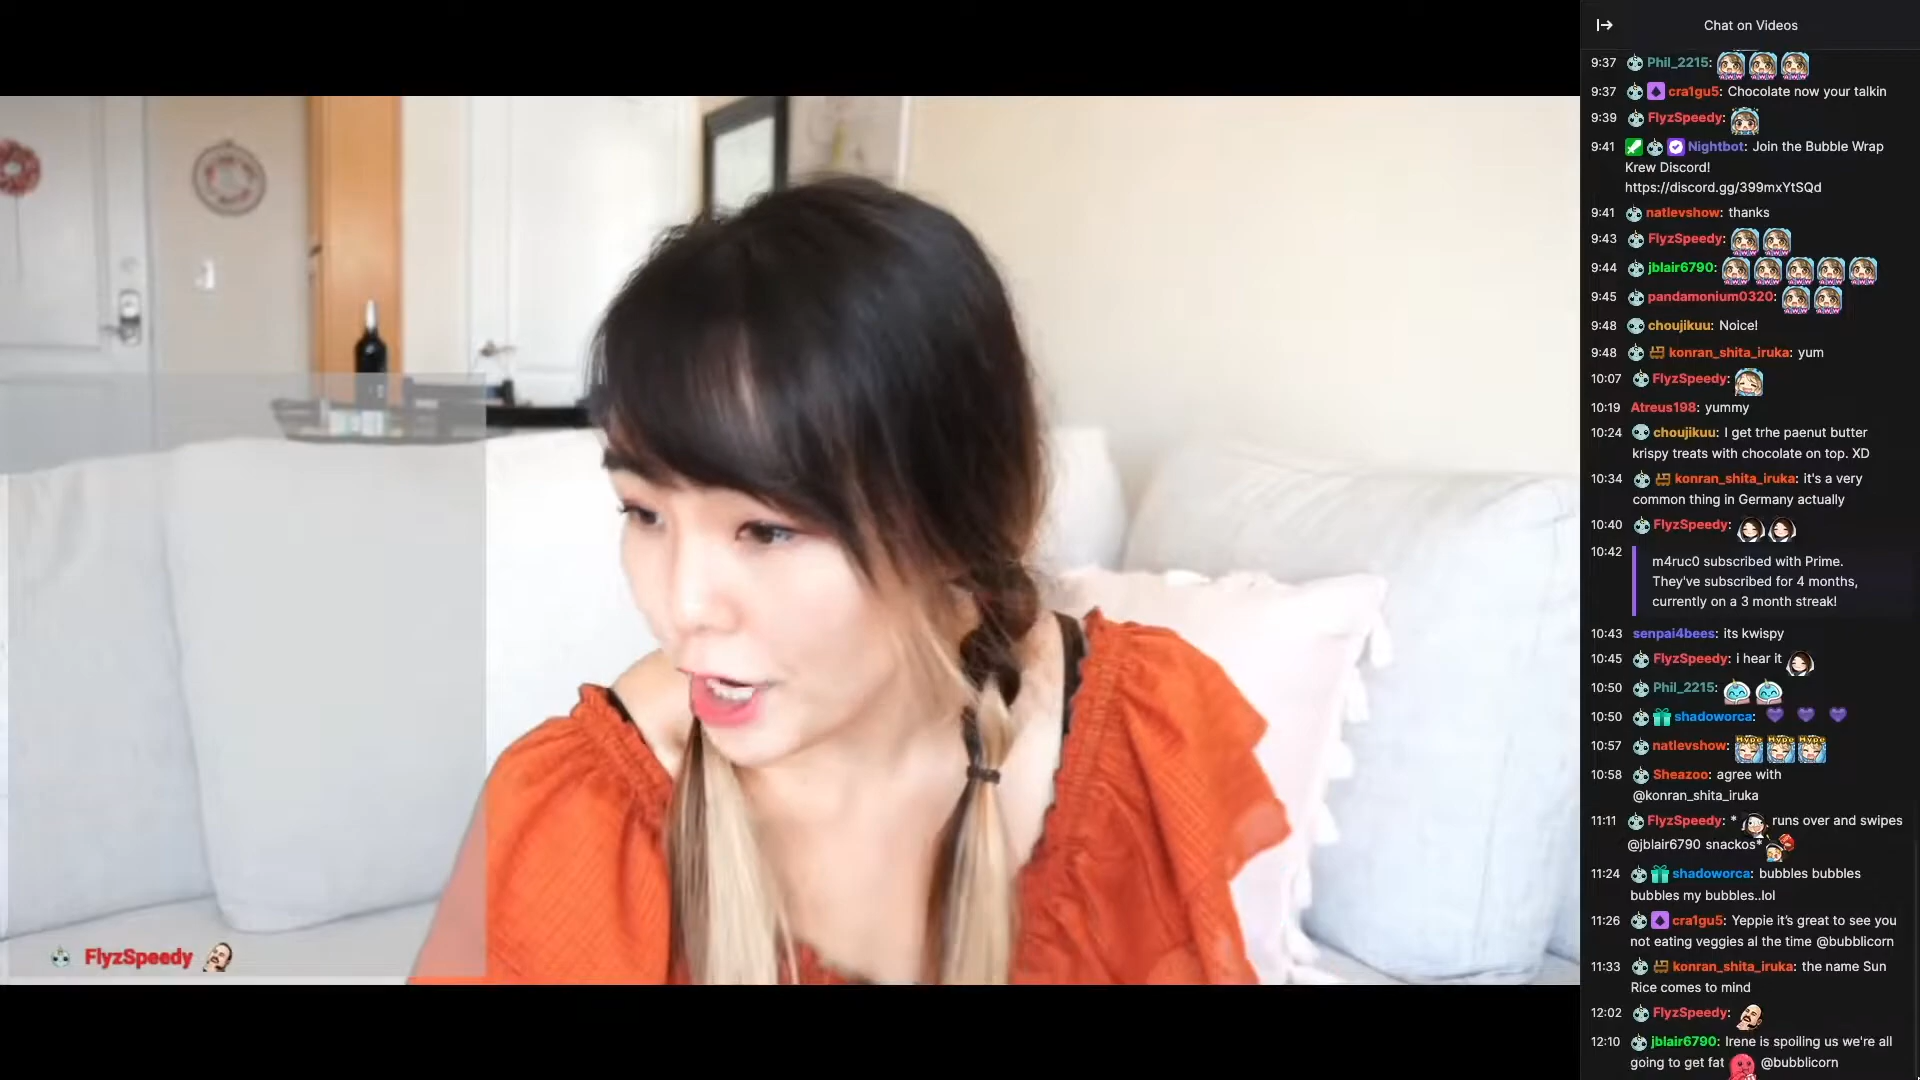 Chat on Videos
9:37 Phil_2215:
9:37 cra1gu5: Chocolate now your talkin
9:39 FlyzSpeedy:
9:41 Nightbot: Join the Bubble Wrap
Krew Discord!
https://discord.gg/399mxYtSQd
9:41 natlevshow: thanks
9:43 FlyzSpeedy:
9:44 jblair6790:
9:45 pandamonium0320:
9:48 choujikuu: Noice!
9:48 konran_shita_iruka: yum
10:07 FlyzSpeedy:
10:19 Atreus198: yummy
10:24 choujikuu: I get trhe paenut butter
krispy treats with chocolate on top. XD
10:34 konran_shita_iruka: it's a very
common thing in Germany actually
10:40 FlyzSpeedy:
10:42 m4ruc0 subscribed with Prime.
They've subscribed for 4 months,
currently on a 3 month streak!
10:43 senpai4bees: its kwispy
10:45 FlyzSpeedy: i hear it
10:50 Phil_2215:
10:50 shadoworca:
10:57 natlevshow: Hype Hype Hype
10:58 Sheazoo: agree with
@konran_shita_iruka
11:11 FlyzSpeedy: * runs over and swipes
@jblair6790 snackos*
11:24 shadoworca: bubbles bubbles
bubbles my bubbles..lol
11:26 cra1gu5: Yeppie it's great to see you
not eating veggies al the time @bubblicorn
11:33 konran_shita_iruka: the name Sun
Rice comes to mind
12:02 FlyzSpeedy:
12:10 jblair6790: Irene is spoiling us we're all
going to get fat @bubblicorn
FlyzSpeedy